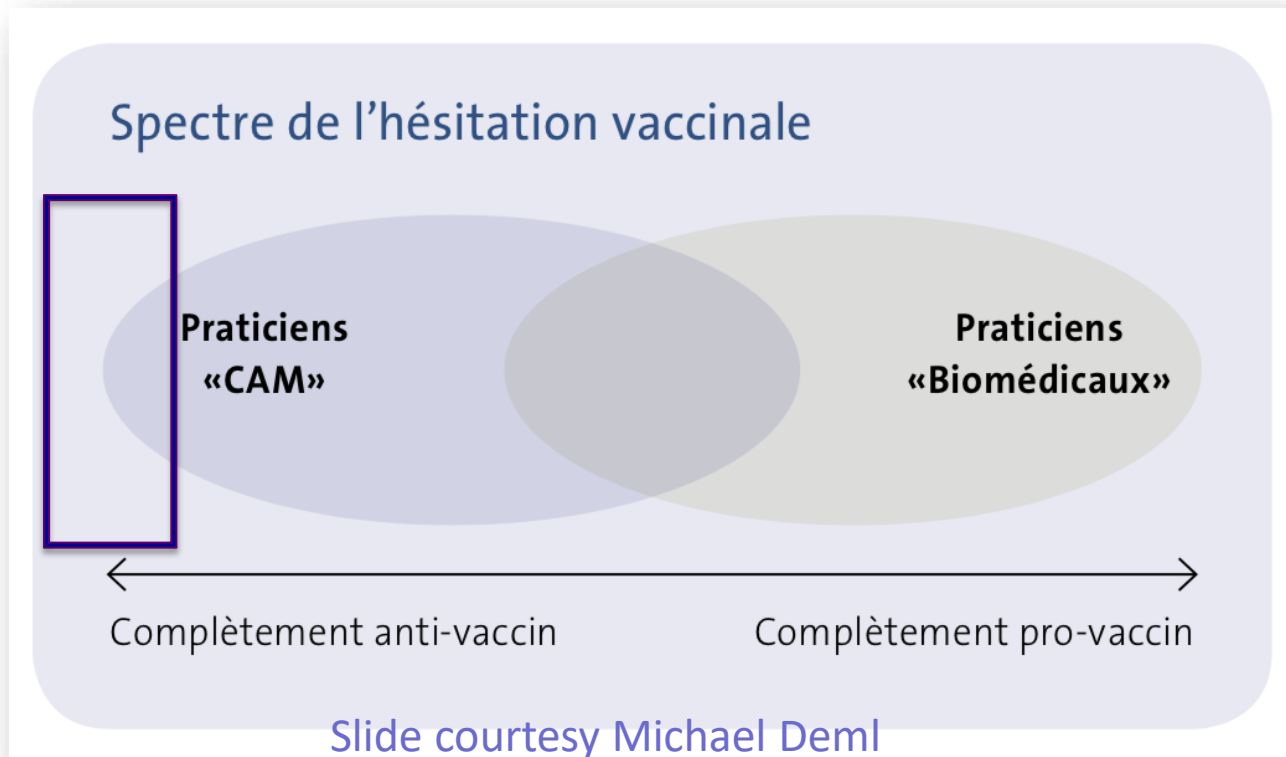 Spectre de l'hésitation vaccinale
Praticiens
«CAM»
Praticiens
«Biomédicaux»
Complètement anti-vaccin
Complètement pro-vaccin
Slide courtesy Michael Deml